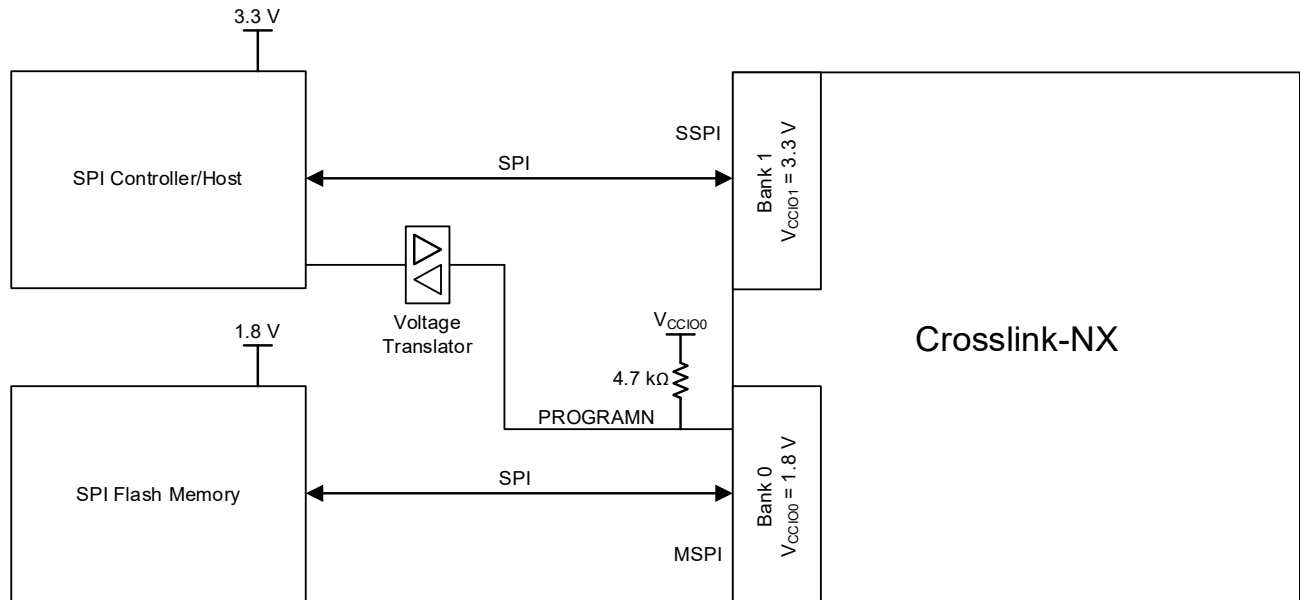 3.3 V
SPI Controller/Host
SSPI
SPI
Bank 1
VCCIO1 = 3.3 V
Voltage
Translator
VCCIO0
4.7 kΩ
PROGRAMN
Crosslink-NX
1.8 V
SPI Flash Memory
SPI
MSPI
Bank 0
VCCIO0 = 1.8 V